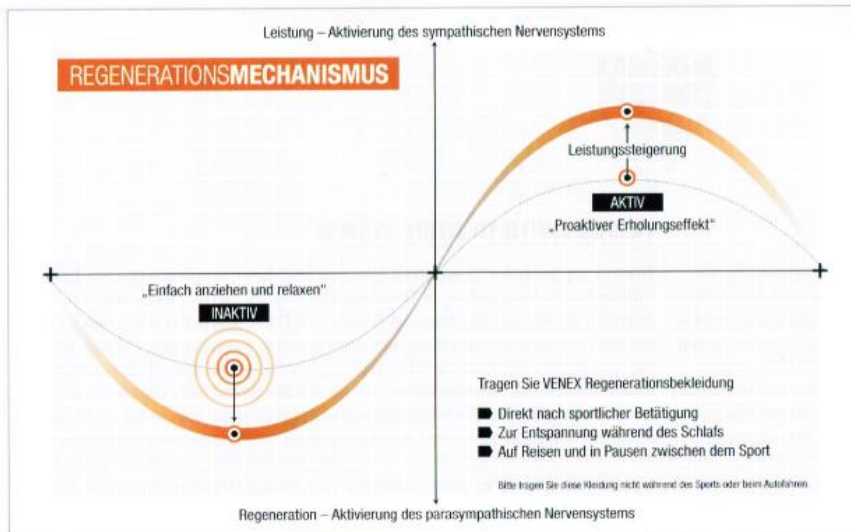 Leistung – Aktivierung des sympathischen Nervensystems
REGENERATIONSMECHANISMUS
Leistungssteigerung
AKTIV
„Proaktiver Erholungseffekt“
„Einfach anziehen und relaxen“
INAKTIV
Tragen Sie VENEX Regenerationsbekleidung
Direkt nach sportlicher Betätigung
Zur Entspannung während des Schlafs
Auf Reisen und in Pausen zwischen dem Sport
Bitte tragen Sie diese Kleidung nicht während des Sports oder beim Autofahren.
Regeneration – Aktivierung des parasympathischen Nervensystems